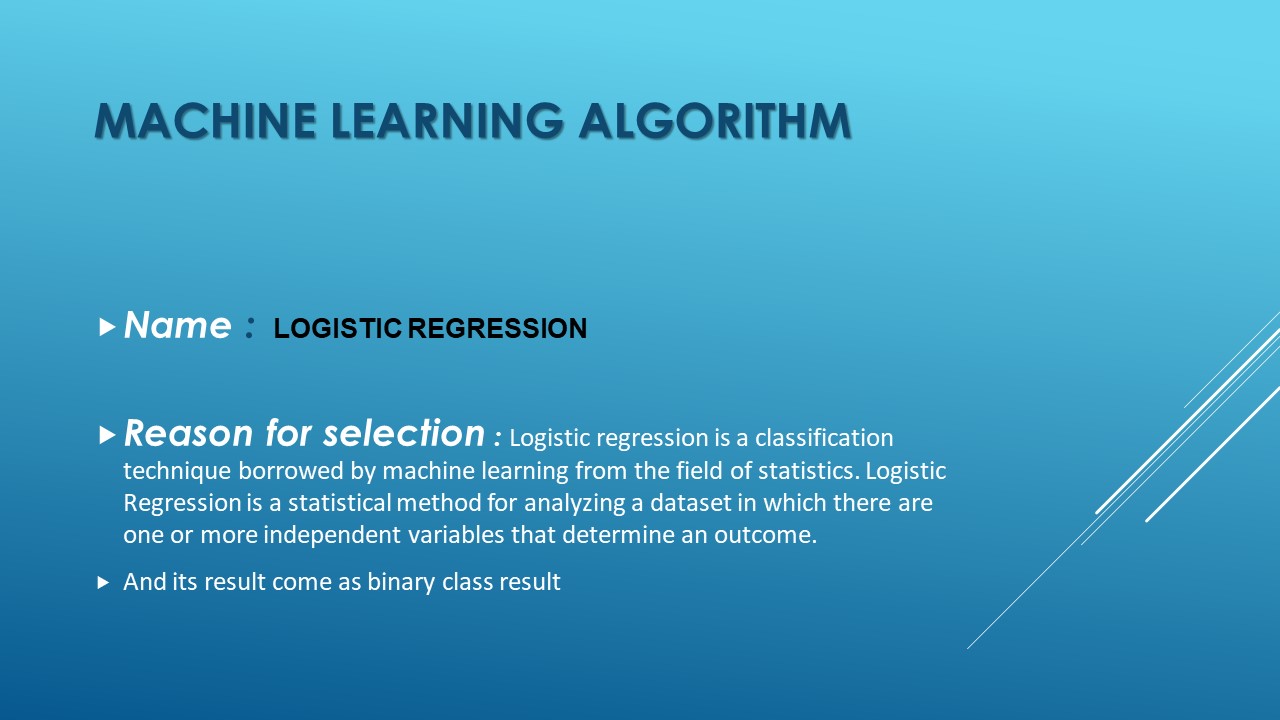 MACHINE LEARNING ALGORITHM
Name : LOGISTIC REGRESSION
Reason for selection : Logistic regression is a classification
technique borrowed by machine learning from the field of statistics. Logistic
Regression is a statistical method for analyzing a dataset in which there are
one or more independent variables that determine an outcome.
And its result come as binary class result